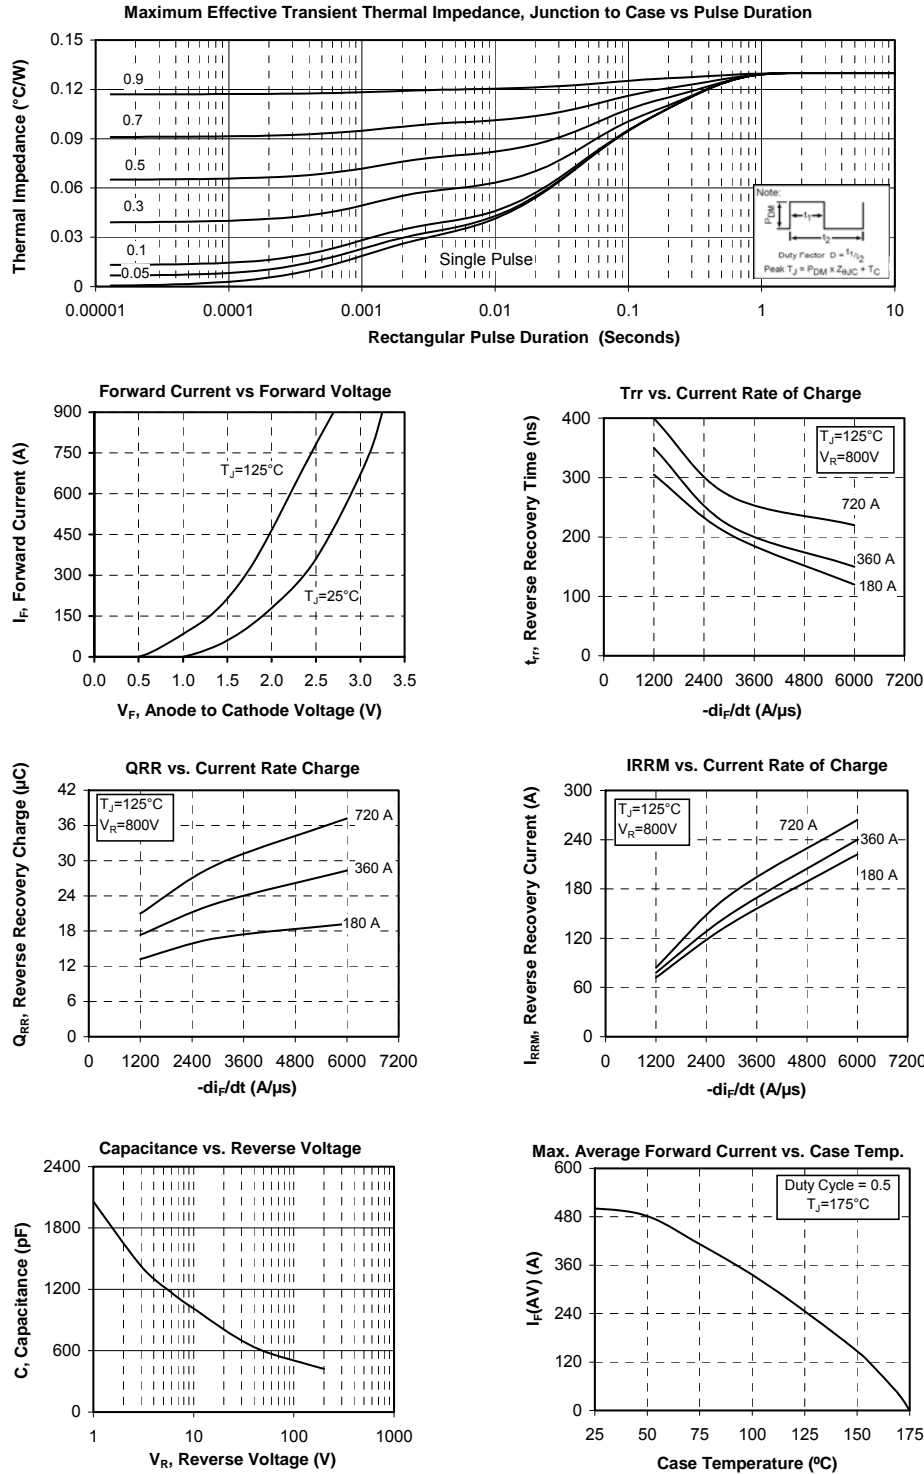 Maximum Effective Transient Thermal Impedance, Junction to Case vs Pulse Duration
Thermal Impedance (°C/W)
0.15
0.12
0.09
0.06
0.03
0
0.9
0.7
0.5
0.3
0.1
0.05
Single Pulse
Note:
PDM
t1
t2
Duty Factor D = t1/t2
Peak TJ = PDM x ZθJC + TC
0.00001 0.0001 0.001 0.01 0.1 1 10
Rectangular Pulse Duration (Seconds)
Forward Current vs Forward Voltage
IF, Forward Current (A)
900
750
600
450
300
150
0
TJ=125°C
TJ=25°C
0.0 0.5 1.0 1.5 2.0 2.5 3.0 3.5
VF, Anode to Cathode Voltage (V)
Trr vs. Current Rate of Charge
trr, Reverse Recovery Time (ns)
400
300
200
100
0
TJ=125°C
VR=800V
720 A
360 A
180 A
0 1200 2400 3600 4800 6000 7200
-diF/dt (A/µs)
QRR vs. Current Rate Charge
QRR, Reverse Recovery Charge (µC)
42
36
30
24
18
12
6
0
TJ=125°C
VR=800V
720 A
360 A
180 A
0 1200 2400 3600 4800 6000 7200
-diF/dt (A/µs)
IRRM vs. Current Rate of Charge
IRRM, Reverse Recovery Current (A)
300
240
180
120
60
0
TJ=125°C
VR=800V
720 A
360 A
180 A
0 1200 2400 3600 4800 6000 7200
-diF/dt (A/µs)
Capacitance vs. Reverse Voltage
C, Capacitance (pF)
2400
1800
1200
600
0
1 10 100 1000
VR, Reverse Voltage (V)
Max. Average Forward Current vs. Case Temp.
IF(AV) (A)
600
480
360
240
120
0
Duty Cycle = 0.5
TJ=175°C
25 50 75 100 125 150 175
Case Temperature (ºC)